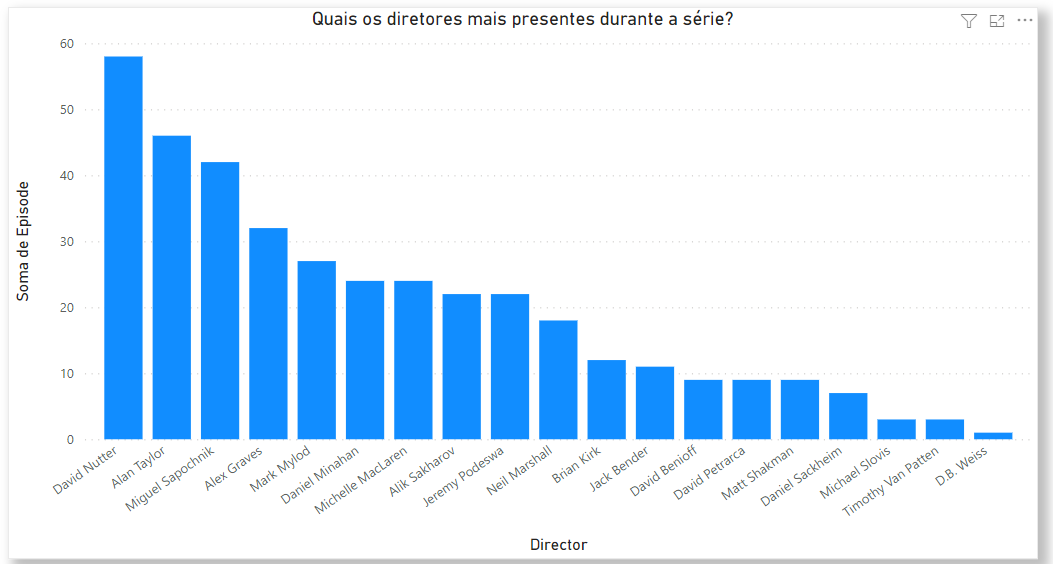 Quais os diretores mais presentes durante a série?
Soma de Episode
60
50
40
30
20
10
0
David Nutter
Alan Taylor
Miguel Sapochnik
Alex Graves
Mark Mylod
Daniel Minahan
Michelle MacLaren
Alik Sakharov
Jeremy Podeswa
Neil Marshall
Brian Kirk
Jack Bender
David Benioff
David Petrarca
Matt Shakman
Daniel Sackheim
Michael Slovis
Timothy Van Patten
D.B. Weiss
Director